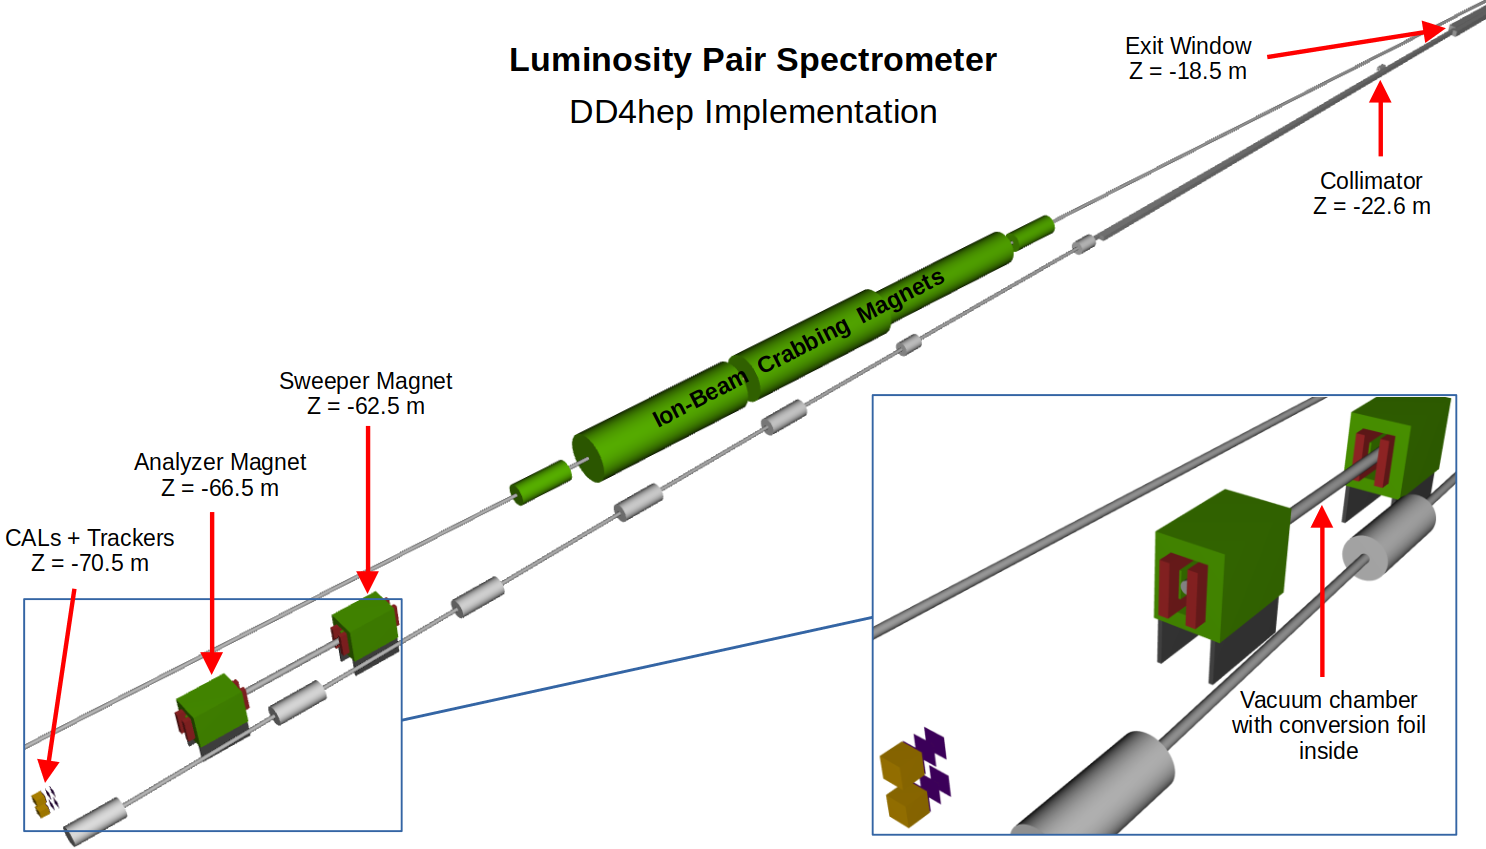 Luminosity Pair Spectrometer
DD4hep Implementation
Exit Window
Z = -18.5 m
Collimator
Z = -22.6 m
Ion-Beam Crabbing Magnets
Sweeper Magnet
Z = -62.5 m
Analyzer Magnet
Z = -66.5 m
CALs + Trackers
Z = -70.5 m
Vacuum chamber
with conversion foil
inside